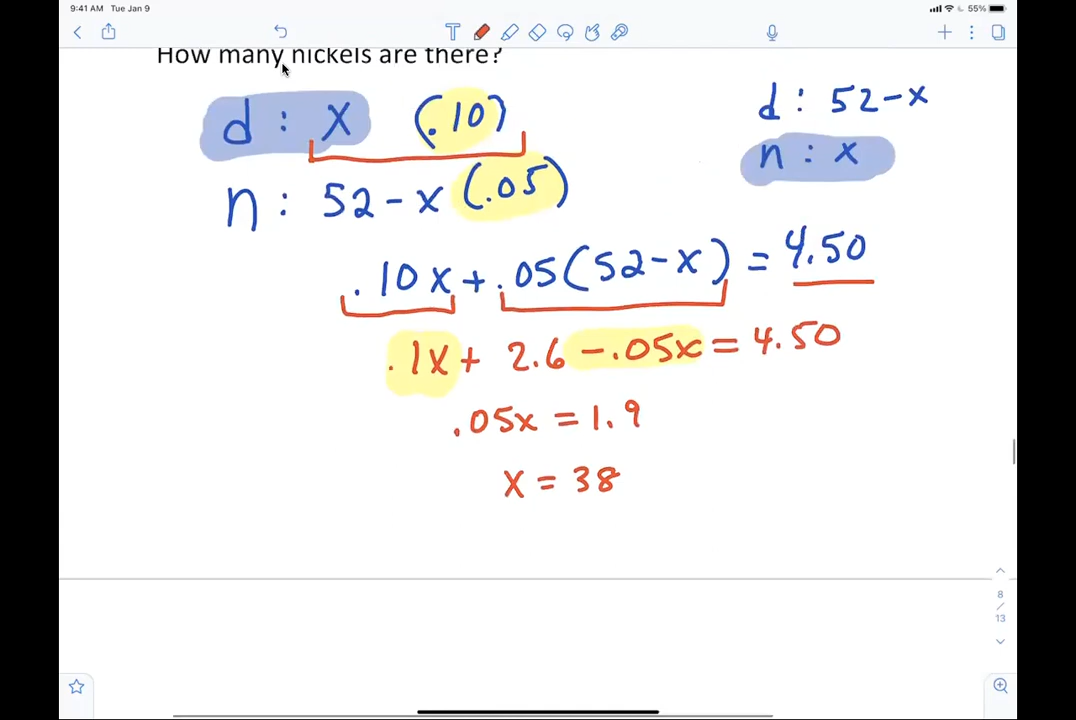 9:41 AM Tue Jan 9 55%
T
How many nickels are there?
d : x (.10)
d : 52-x
n : x
n : 52-x (.05)
.10x + .05(52-x) = 4.50
.1x + 2.6 -.05x = 4.50
.05x = 1.9
x = 38
8
/
13